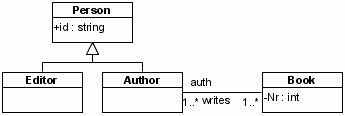 Person
+id : string
Editor
Author
auth
1..* writes 1..*
Book
-Nr : int